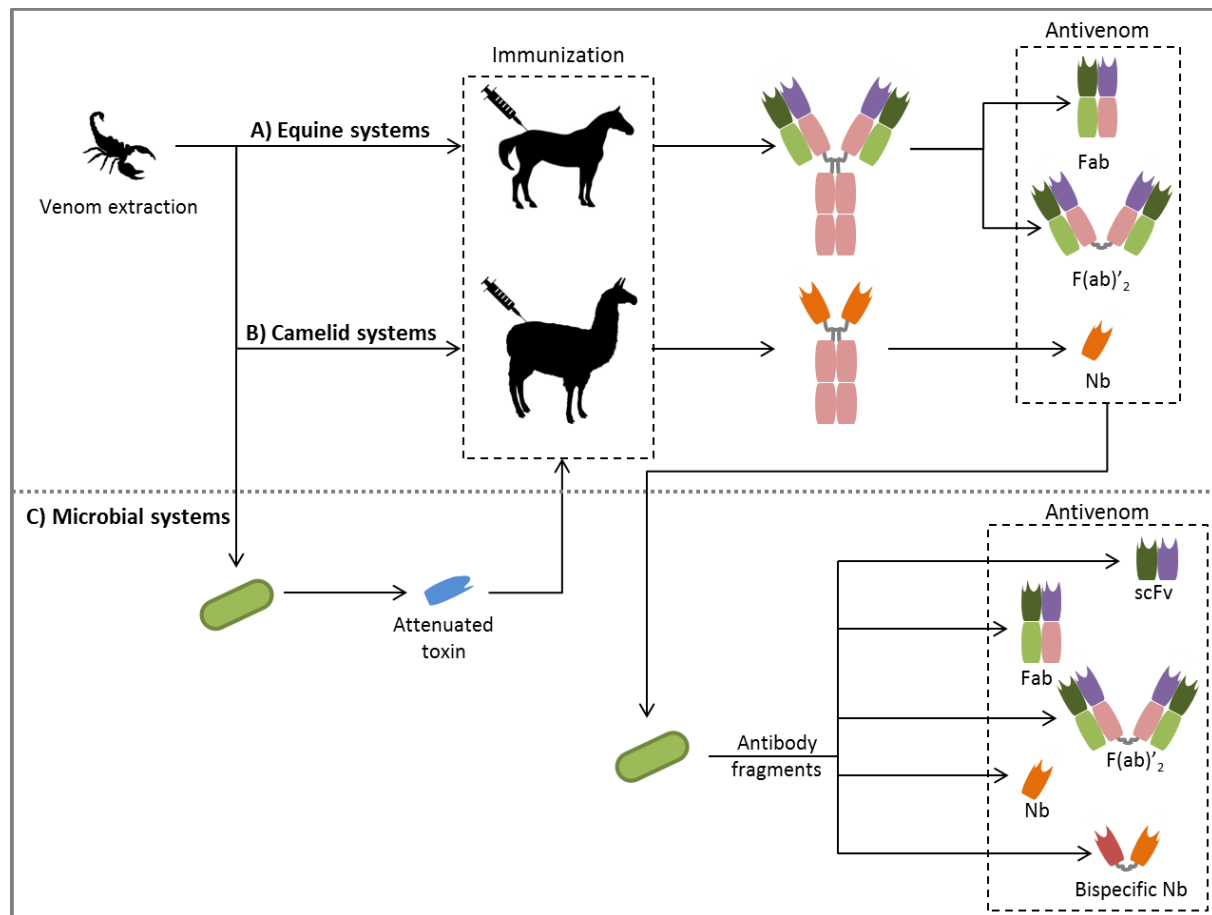 Antivenom
Immunization
A) Equine systems
Venom extraction
Fab
F(ab)'₂
B) Camelid systems
Nb
C) Microbial systems
Antivenom
scFv
Attenuated
toxin
Fab
Antibody
fragments
F(ab)'₂
Nb
Bispecific Nb